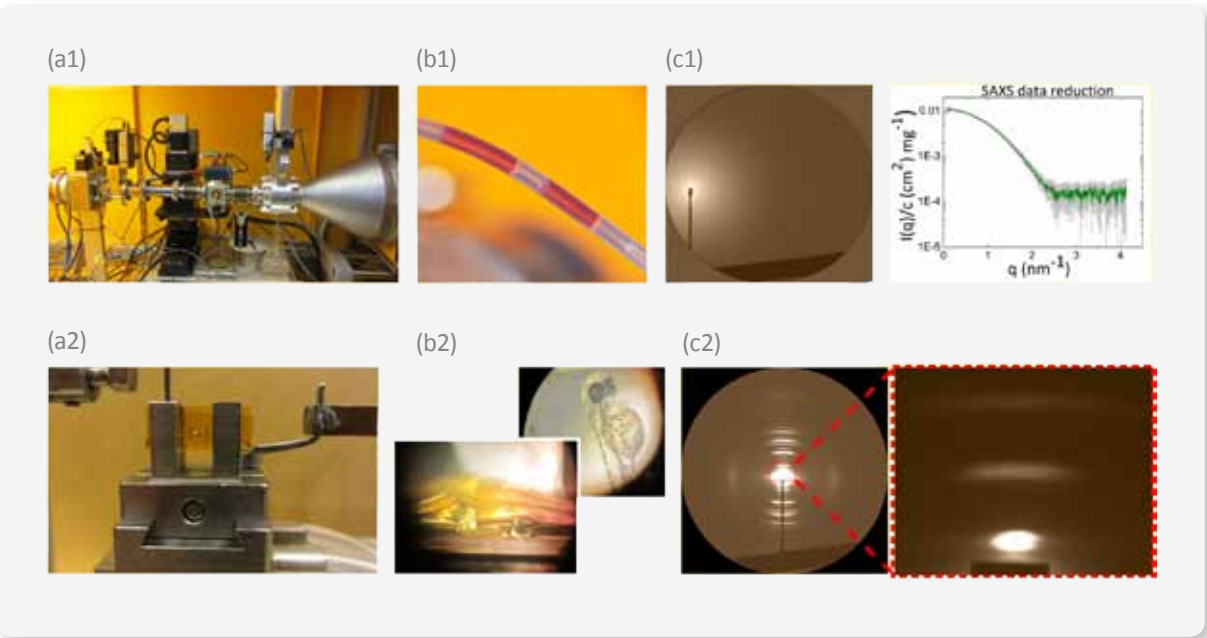 (a1)
(b1)
(c1)
SAXS data reduction
I(q)/c (cm²) mg⁻¹)
0.01
1E-3
1E-4
1E-5
0
1
2
3
4
q (nm⁻¹)
(a2)
(b2)
(c2)